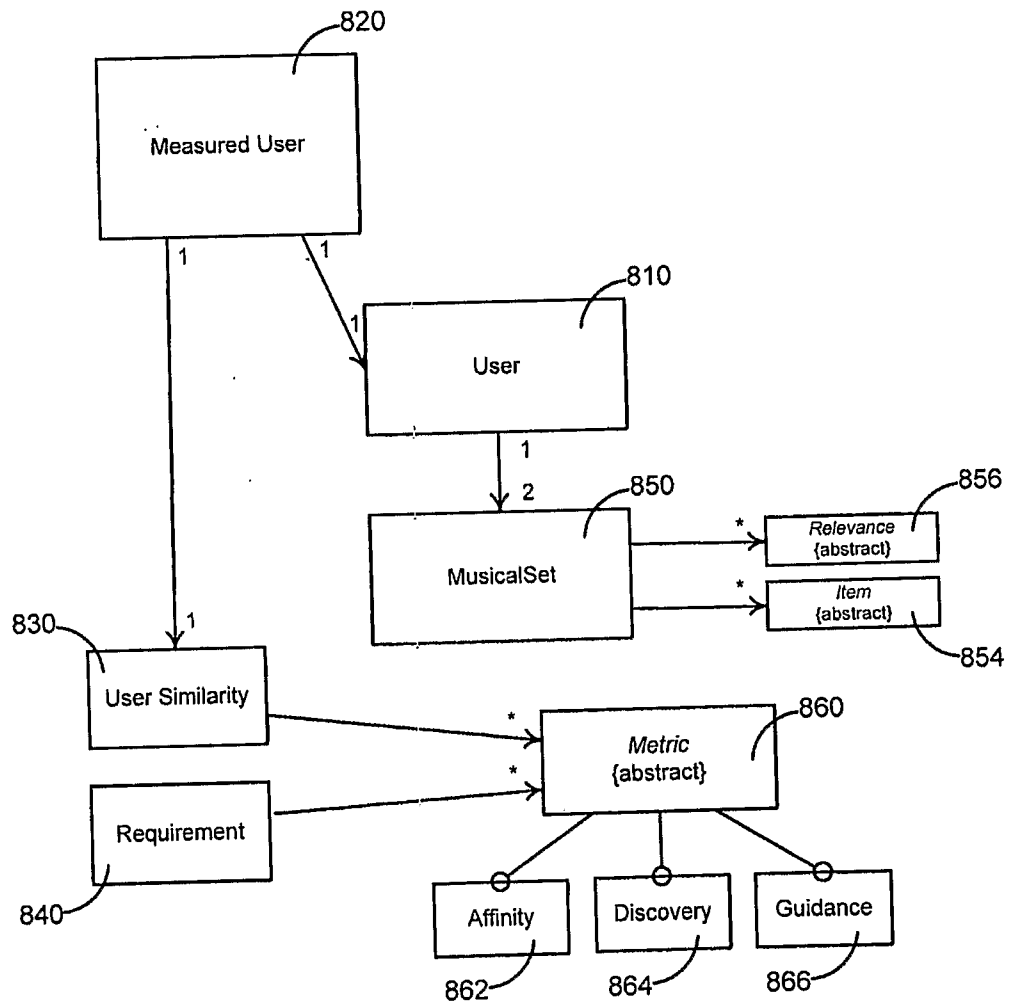 820
Measured User
1
1
810
1
User
1
2
850
856
*
Relevance
{abstract}
MusicalSet
*
Item
{abstract}
830
1
854
User Similarity
860
*
Metric
{abstract}
*
Requirement
840
Affinity
Discovery
Guidance
862
864
866